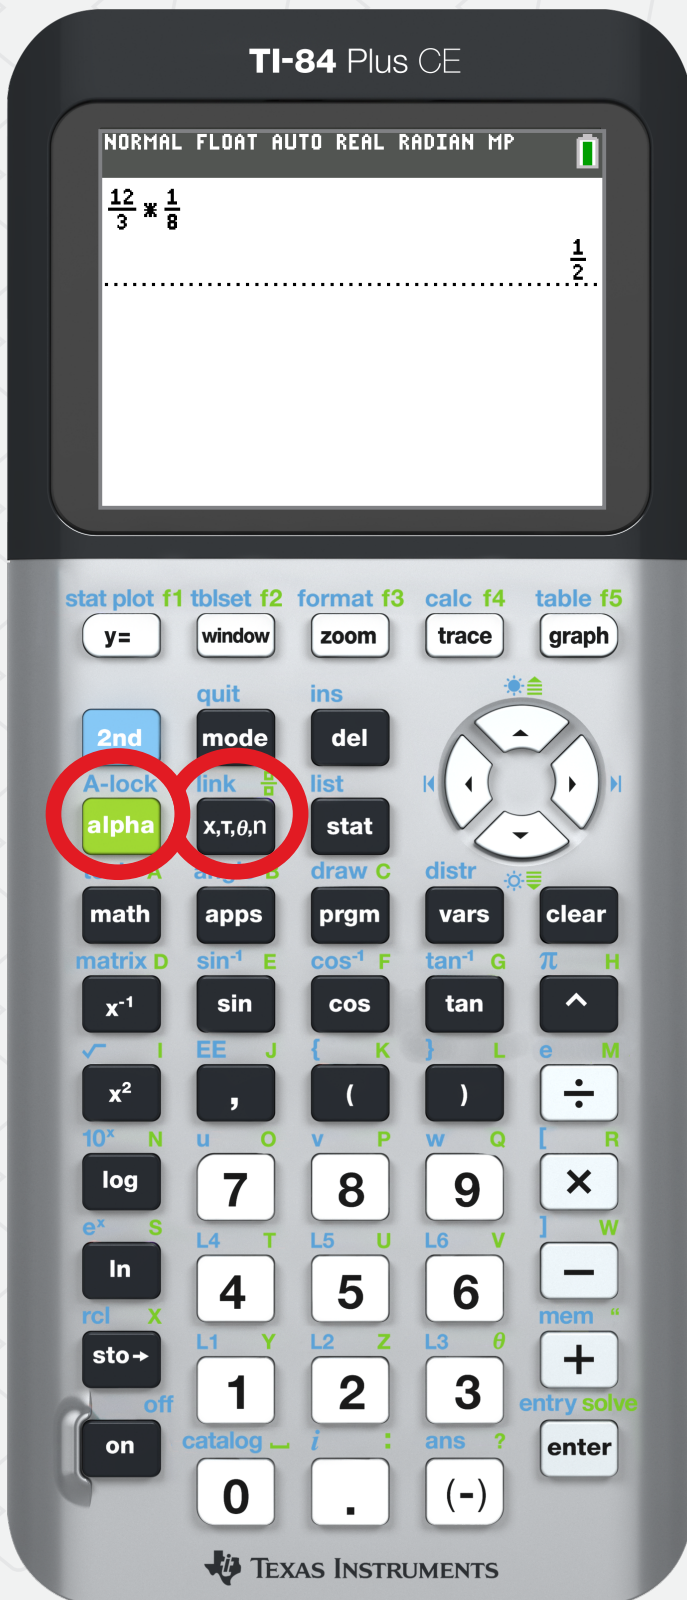 TI-84 Plus CE
NORMAL FLOAT AUTO REAL RADIAN MP
12/3 * 1/8
1/2
stat plot f1 tblset f2 format f3 calc f4 table f5
y= window zoom trace graph
quit ins
2nd mode del
A-lock link list
alpha X,T,θ,n stat
A B draw C distr
math apps prgm vars clear
matrix D sin⁻¹ E cos⁻¹ F tan⁻¹ G π H
x⁻¹ sin cos tan ^
√ I EE J { K } L e M
x² , ( ) ÷
10ˣ N u O v P w Q [ R
log 7 8 9 ×
eˣ S L4 T L5 U L6 V ] W
ln 4 5 6 −
rcl X L1 Y L2 Z L3 θ mem “
sto→ 1 2 3 +
off catalog ⎵ i : ans ? entry solve
on 0 . (-) enter
TEXAS INSTRUMENTS